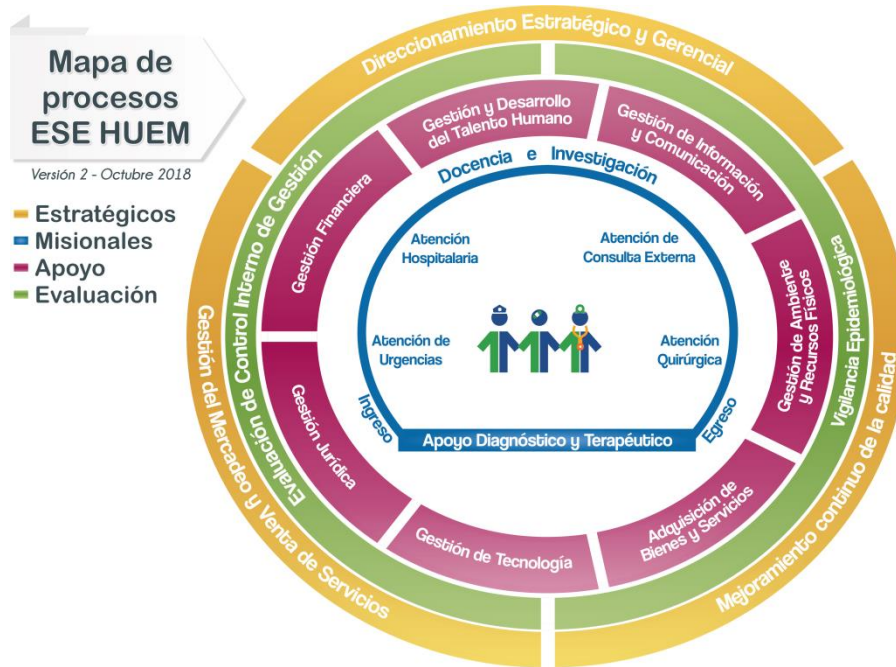 Mapa de
procesos
ESE HUEM
Versión 2 - Octubre 2018
Estratégicos
Misionales
Apoyo
Evaluación
Direccionamiento Estratégico y Gerencial
Gestión del Mercadeo y Venta de Servicios
Mejoramiento continuo de la calidad
Evaluación de Control Interno de Gestión
Vigilancia Epidemiológica
Gestión Financiera
Gestión y Desarrollo
del Talento Humano
Gestión de Información
y Comunicación
Gestión de Ambiente
y Recursos Físicos
Adquisición de
Bienes y Servicios
Gestión de Tecnología
Gestión Jurídica
Docencia e Investigación
Atención
Hospitalaria
Atención de
Consulta Externa
Atención de
Urgencias
Atención
Quirúrgica
Ingreso
Egreso
Apoyo Diagnóstico y Terapéutico